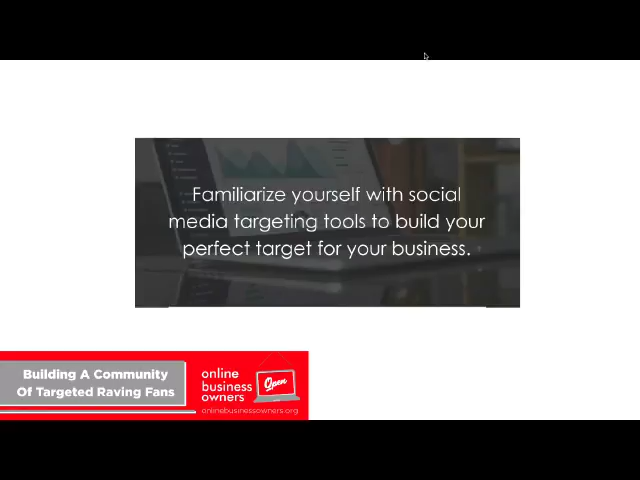 Familiarize yourself with social
media targeting tools to build your
perfect target for your business.
Building A Community
Of Targeted Raving Fans
online
business
owners
Open
onlinebusinessowners.org